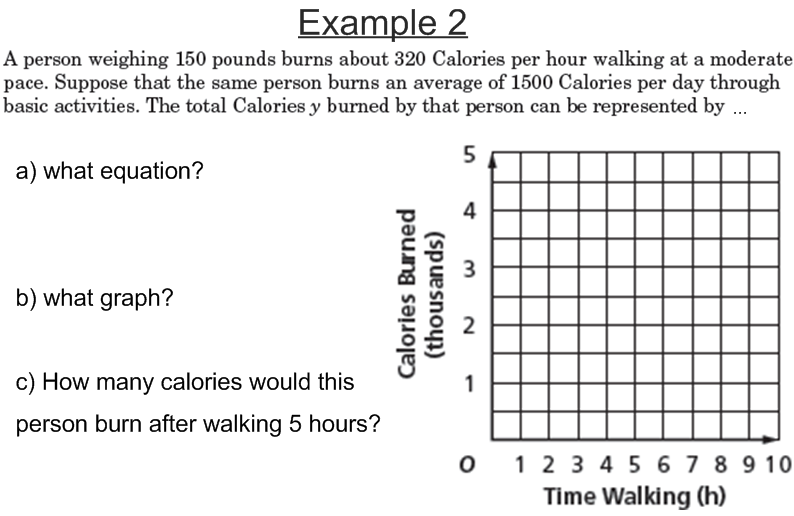 Example 2
A person weighing 150 pounds burns about 320 Calories per hour walking at a moderate
pace. Suppose that the same person burns an average of 1500 Calories per day through
basic activities. The total Calories y burned by that person can be represented by ...
a) what equation?
b) what graph?
c) How many calories would this
person burn after walking 5 hours?
Calories Burned
(thousands)
5
4
3
2
1
O 1 2 3 4 5 6 7 8 9 10
Time Walking (h)